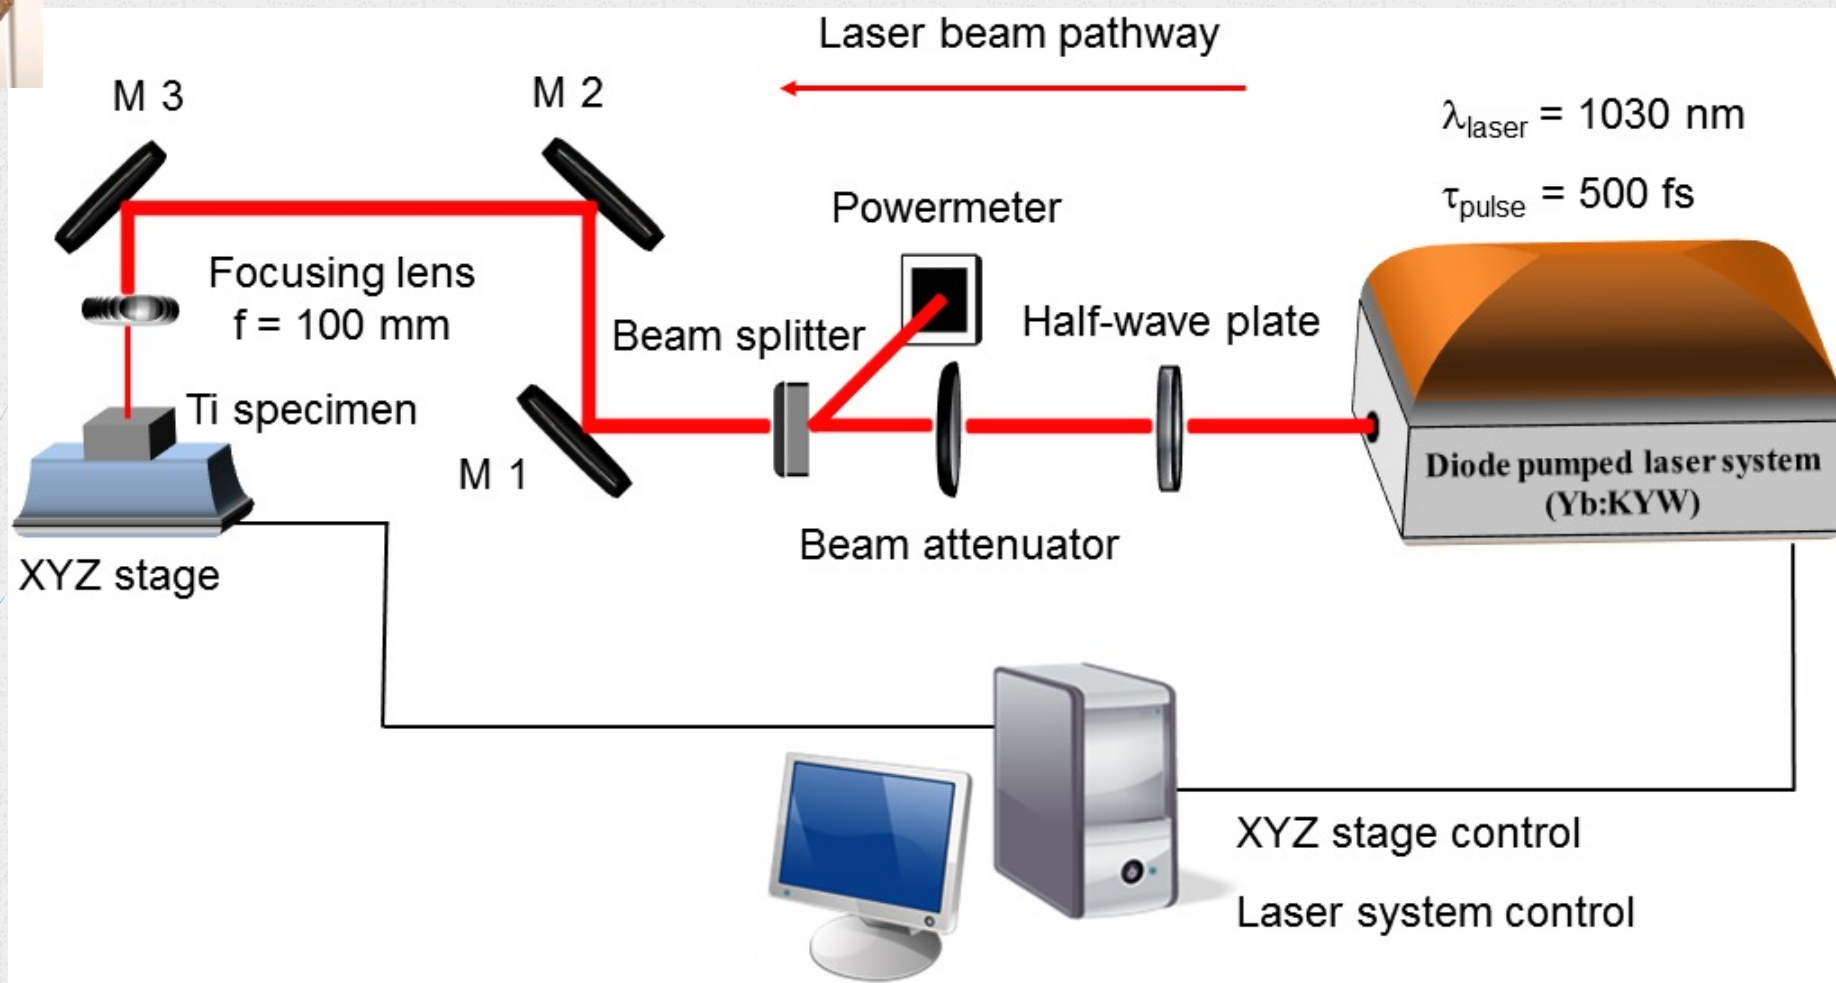 Laser beam pathway
M 3
M 2
λlaser = 1030 nm
τpulse = 500 fs
Powermeter
Focusing lens
f = 100 mm
Beam splitter
Half-wave plate
Ti specimen
M 1
Diode pumped laser system
(Yb:KYW)
Beam attenuator
XYZ stage
XYZ stage control
Laser system control